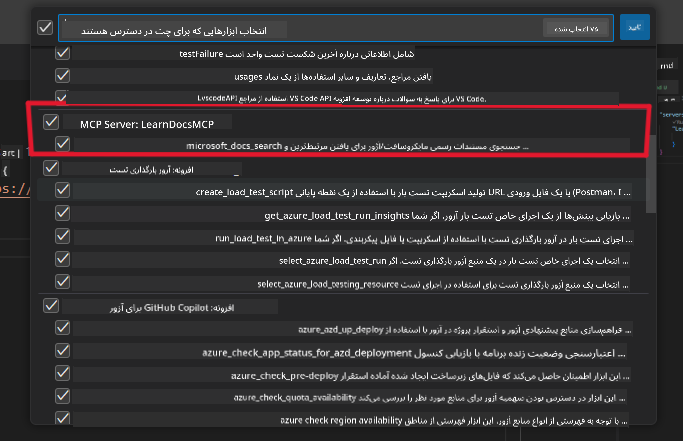 انتخاب ابزارهایی که برای چت در دسترس هستند
۷۸ انتخاب شده
تایید
testFailure شامل اطلاعاتی درباره آخرین شکست تست واحد است
usages یافتن مراجع، تعاریف و سایر استفاده‌ها از یک نماد
LvscodeAPI برای پاسخ به سوالات درباره توسعه افزونه VS Code API استفاده از مراجع VS Code.
MCP Server: LearnDocsMCP
microsoft_docs_search جستجوی مستندات رسمی مایکروسافت/آژور برای یافتن مرتبط‌ترین و ...
افزونه: آزور بارگذاری تست
create_load_test_script تولید اسکریپت تست بار با استفاده از یک نقطه پایانی URL یا یک فایل ورودی (Postman, I ...
get_azure_load_test_run_insights بازیابی بینش‌ها از یک اجرای خاص تست بار آزور. اگر شما ...
run_load_test_in_azure اجرای تست بار در آزور بارگذاری تست با استفاده از اسکریپت یا فایل پیکربندی. اگر شما ...
select_azure_load_test_run انتخاب یک اجرای خاص تست بار در یک منبع آزور بارگذاری تست. اگر ...
select_azure_load_testing_resource انتخاب یک منبع آزور بارگذاری تست برای استفاده در اجرای تست ...
افزونه: GitHub Copilot برای آزور
azure_azd_up_deploy فراهم‌سازی منابع پیشنهادی آزور و استقرار پروژه در آزور با استفاده از ...
azure_check_app_status_for_azd_deployment اعتبارسنجی وضعیت زنده برنامه با بازیابی کنسول ...
azure_check_pre-deploy این ابزار اطمینان حاصل می‌کند که فایل‌های زیرساخت ایجاد شده آماده استقرار ...
azure_check_quota_availability این ابزار در دسترس بودن سهمیه آزور برای منابع مورد نظر را بررسی می‌کند ...
azure check region availability با توجه به فهرستی از انواع منابع آزور، این ابزار فهرستی از مناطق ...
md
"server
"Le
art |
{
s://